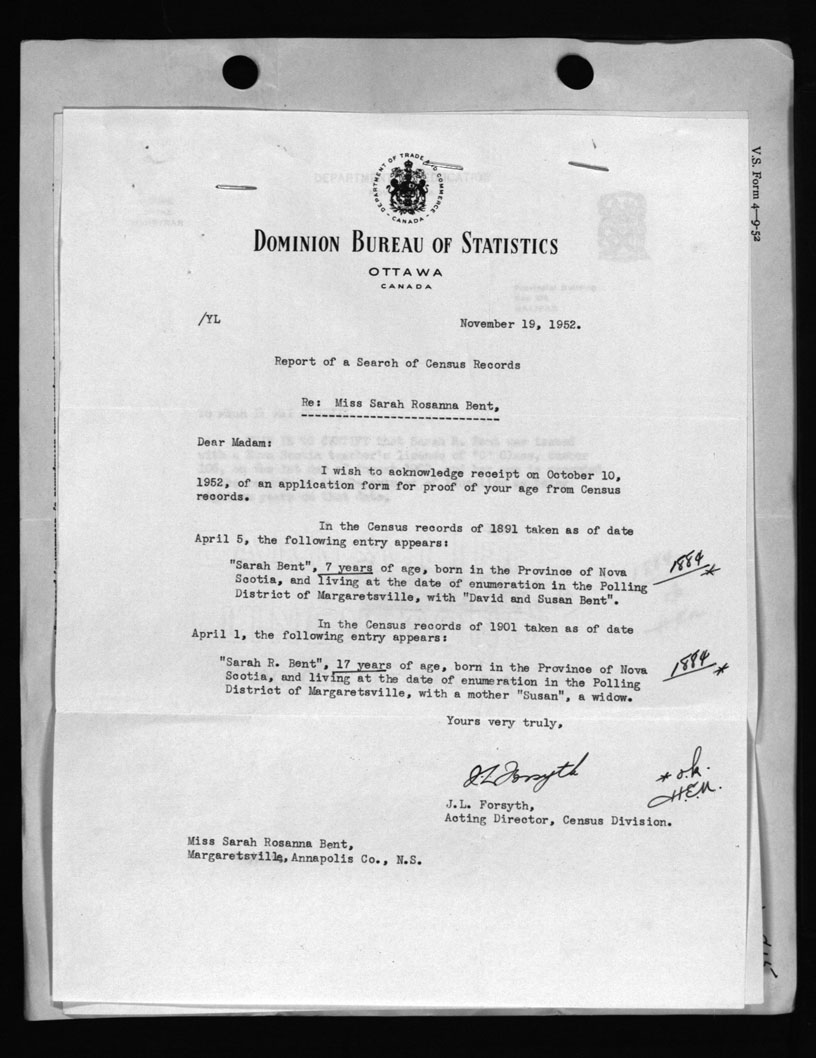 V.S. Form 4—9-52
DEPARTMENT OF TRADE AND COMMERCE
- CANADA -
DOMINION BUREAU OF STATISTICS
OTTAWA
CANADA
/YL
November 19, 1952.
Report of a Search of Census Records
Re: Miss Sarah Rosanna Bent,
Dear Madam:
I wish to acknowledge receipt on October 10,
1952, of an application form for proof of your age from Census
records.
In the Census records of 1891 taken as of date
April 5, the following entry appears:
"Sarah Bent", 7 years of age, born in the Province of Nova
Scotia, and living at the date of enumeration in the Polling
District of Margaretsville, with "David and Susan Bent".
1884 *
In the Census records of 1901 taken as of date
April 1, the following entry appears:
"Sarah R. Bent", 17 years of age, born in the Province of Nova
Scotia, and living at the date of enumeration in the Polling
District of Margaretsville, with a mother "Susan", a widow.
1884 *
Yours very truly,
J.L. Forsyth
* o.k.
H.E.M.
J.L. Forsyth,
Acting Director, Census Division.
Miss Sarah Rosanna Bent,
Margaretsville, Annapolis Co., N.S.